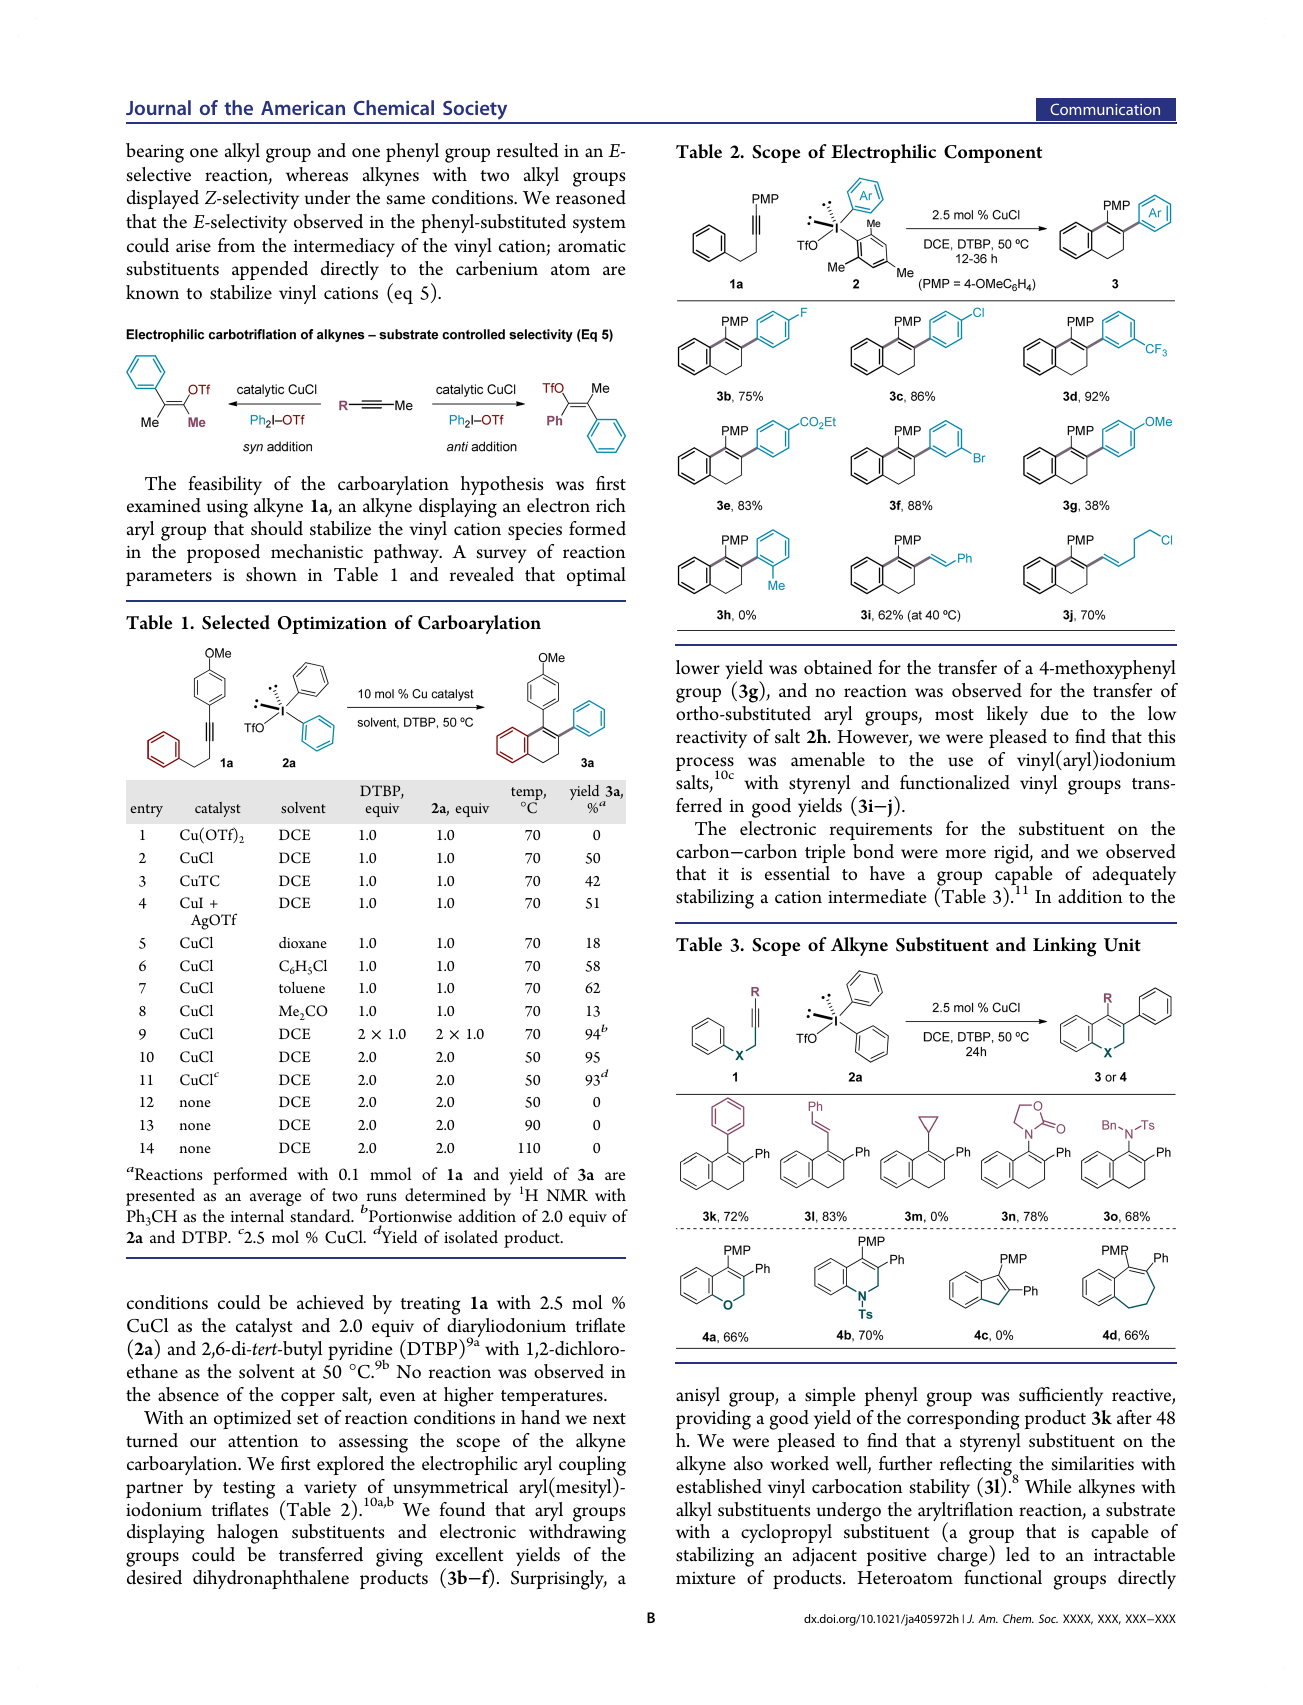 Journal of the American Chemical Society
Communication
bearing one alkyl group and one phenyl group resulted in an E-
selective reaction, whereas alkynes with two alkyl groups
displayed Z-selectivity under the same conditions. We reasoned
that the E-selectivity observed in the phenyl-substituted system
could arise from the intermediacy of the vinyl cation; aromatic
substituents appended directly to the carbenium atom are
known to stabilize vinyl cations (eq 5).
Electrophilic carbotriflation of alkynes – substrate controlled selectivity (Eq 5)
OTf
Me
Me
catalytic CuCl
Ph₂I–OTf
syn addition
R
Me
catalytic CuCl
Ph₂I–OTf
anti addition
TfO
Me
Ph
The feasibility of the carboarylation hypothesis was first
examined using alkyne 1a, an alkyne displaying an electron rich
aryl group that should stabilize the vinyl cation species formed
in the proposed mechanistic pathway. A survey of reaction
parameters is shown in Table 1 and revealed that optimal
Table 1. Selected Optimization of Carboarylation
OMe
1a
TfO
I
2a
10 mol % Cu catalyst
solvent, DTBP, 50 ºC
OMe
3a
entry catalyst solvent DTBP, equiv 2a, equiv temp, °C yield 3a, %ᵃ
1 Cu(OTf)₂ DCE 1.0 1.0 70 0
2 CuCl DCE 1.0 1.0 70 50
3 CuTC DCE 1.0 1.0 70 42
4 CuI + DCE 1.0 1.0 70 51
AgOTf
5 CuCl dioxane 1.0 1.0 70 18
6 CuCl C₆H₅Cl 1.0 1.0 70 58
7 CuCl toluene 1.0 1.0 70 62
8 CuCl Me₂CO 1.0 1.0 70 13
9 CuCl DCE 2 × 1.0 2 × 1.0 70 94ᵇ
10 CuCl DCE 2.0 2.0 50 95
11 CuClᶜ DCE 2.0 2.0 50 93ᵈ
12 none DCE 2.0 2.0 50 0
13 none DCE 2.0 2.0 90 0
14 none DCE 2.0 2.0 110 0
ᵃReactions performed with 0.1 mmol of 1a and yield of 3a are
presented as an average of two runs determined by ¹H NMR with
Ph₃CH as the internal standard. ᵇPortionwise addition of 2.0 equiv of
2a and DTBP. ᶜ2.5 mol % CuCl. ᵈYield of isolated product.
conditions could be achieved by treating 1a with 2.5 mol %
CuCl as the catalyst and 2.0 equiv of diaryliodonium triflate
(2a) and 2,6-di-tert-butyl pyridine (DTBP)⁹ᵃ with 1,2-dichloro-
ethane as the solvent at 50 °C.⁹ᵇ No reaction was observed in
the absence of the copper salt, even at higher temperatures.
With an optimized set of reaction conditions in hand we next
turned our attention to assessing the scope of the alkyne
carboarylation. We first explored the electrophilic aryl coupling
partner by testing a variety of unsymmetrical aryl(mesityl)-
iodonium triflates (Table 2).¹⁰ᵃ,ᵇ We found that aryl groups
displaying halogen substituents and electronic withdrawing
groups could be transferred giving excellent yields of the
desired dihydronaphthalene products (3b−f). Surprisingly, a
Table 2. Scope of Electrophilic Component
PMP
1a
Ar
I
TfO
Me
Me
Me
2
2.5 mol % CuCl
DCE, DTBP, 50 ºC
12-36 h
(PMP = 4-OMeC₆H₄)
PMP
Ar
3
PMP F
PMP Cl
PMP CF₃
3b, 75% 3c, 86% 3d, 92%
PMP CO₂Et
PMP Br
PMP OMe
3e, 83% 3f, 88% 3g, 38%
PMP Me
PMP Ph
PMP Cl
3h, 0% 3i, 62% (at 40 ºC) 3j, 70%
lower yield was obtained for the transfer of a 4-methoxyphenyl
group (3g), and no reaction was observed for the transfer of
ortho-substituted aryl groups, most likely due to the low
reactivity of salt 2h. However, we were pleased to find that this
process was amenable to the use of vinyl(aryl)iodonium
salts,¹⁰ᶜ with styrenyl and functionalized vinyl groups trans-
ferred in good yields (3i−j).
The electronic requirements for the substituent on the
carbon−carbon triple bond were more rigid, and we observed
that it is essential to have a group capable of adequately
stabilizing a cation intermediate (Table 3).¹¹ In addition to the
Table 3. Scope of Alkyne Substituent and Linking Unit
R
X
1
I
TfO
2a
2.5 mol % CuCl
DCE, DTBP, 50 ºC
24h
R
X
3 or 4
Ph
Ph Ph
Ph
O O N Ph
Bn N Ts Ph
3k, 72% 3l, 83% 3m, 0% 3n, 78% 3o, 68%
PMP Ph O
PMP Ph N Ts
PMP Ph
PMP Ph
4a, 66% 4b, 70% 4c, 0% 4d, 66%
anisyl group, a simple phenyl group was sufficiently reactive,
providing a good yield of the corresponding product 3k after 48
h. We were pleased to find that a styrenyl substituent on the
alkyne also worked well, further reflecting the similarities with
established vinyl carbocation stability (3l).⁸ While alkynes with
alkyl substituents undergo the aryltriflation reaction, a substrate
with a cyclopropyl substituent (a group that is capable of
stabilizing an adjacent positive charge) led to an intractable
mixture of products. Heteroatom functional groups directly
B
dx.doi.org/10.1021/ja405972h | J. Am. Chem. Soc. XXXX, XXX, XXX−XXX